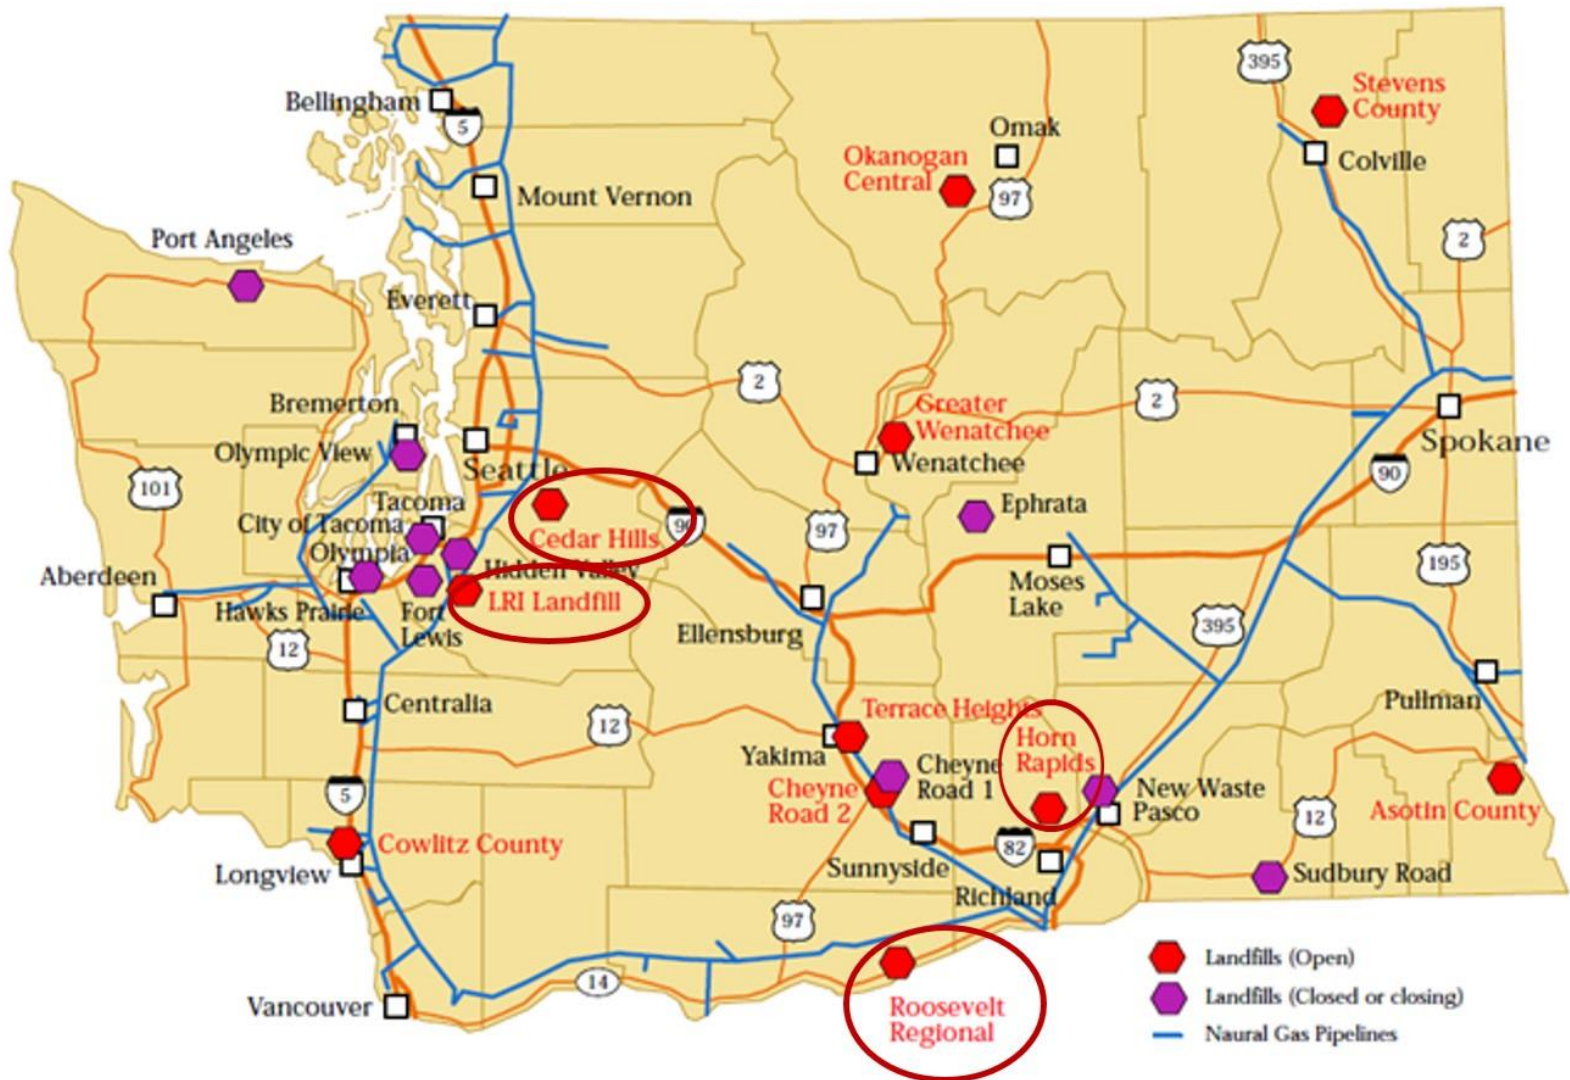 395
Stevens
County
Bellingham
5
Omak
Okanogan
Central
Colville
97
Mount Vernon
Port Angeles
2
Everett
2
Bremerton
Greater
Wenatchee
2
Olympic View
Seattle
Wenatchee
Spokane
90
101
Tacoma
Ephrata
City of Tacoma
Cedar Hills
90
97
Olympia
Hidden Valley
Aberdeen
Moses
Lake
195
Hawks Prairie
Fort
Lewis
LRI Landfill
Ellensburg
395
12
Centralia
Pullman
12
Terrace Heights
Yakima
Horn
Rapids
Cheyne
Road 1
Cheyne
Road 2
New Waste
Pasco
5
Asotin County
12
Cowlitz County
82
Longview
Sunnyside
Richland
Sudbury Road
97
Landfills (Open)
14
Vancouver
Roosevelt
Regional
Landfills (Closed or closing)
Naural Gas Pipelines